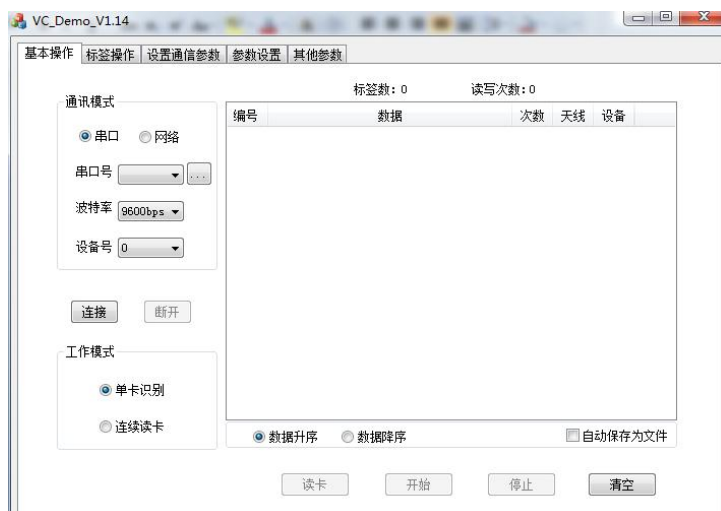 VC_Demo_V1.14
基本操作 标签操作 设置通信参数 参数设置 其他参数
标签数: 0 读写次数: 0
通讯模式
编号 数据 次数 天线 设备
串口 网络
串口号 ...
波特率 9600bps
设备号 0
连接 断开
工作模式
单卡识别
连续读卡
数据升序 数据降序 自动保存为文件
读卡 开始 停止 清空